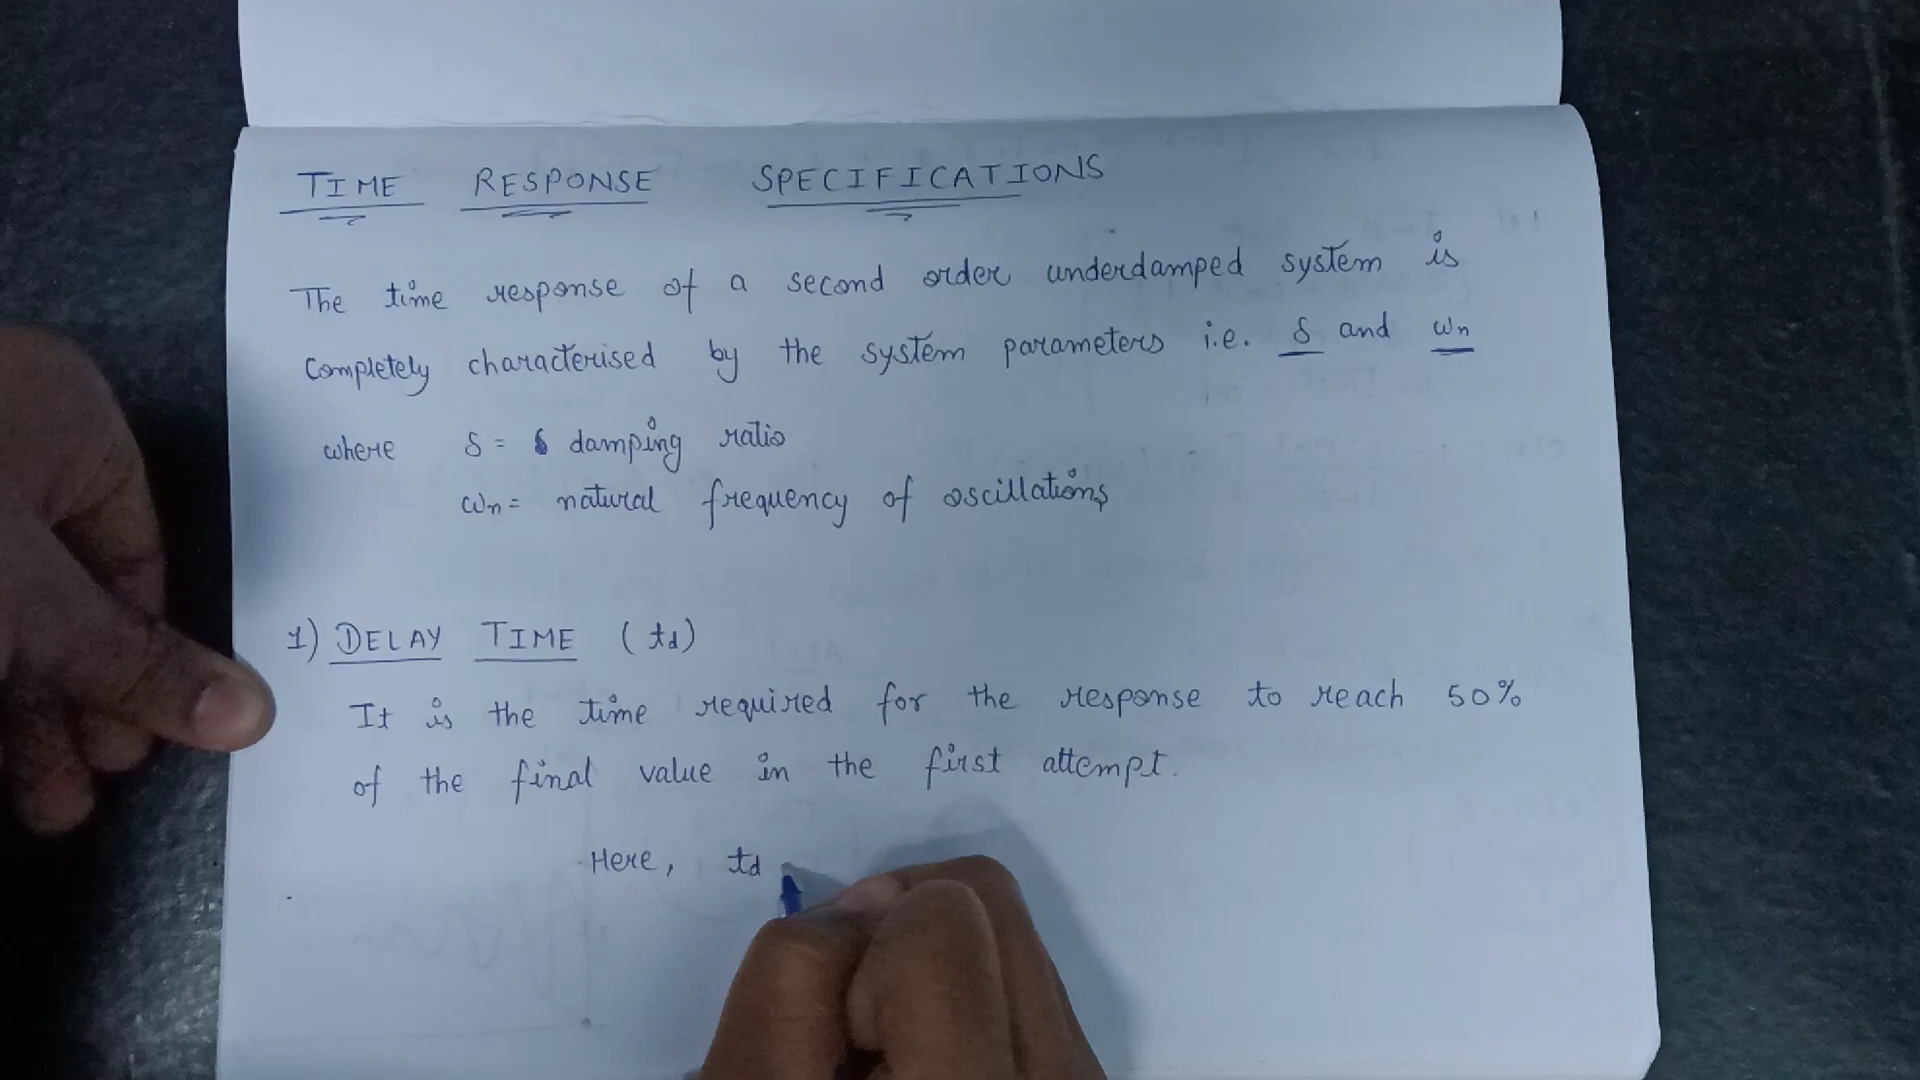 TIME RESPONSE SPECIFICATIONS
The time response of a second order underdamped system is
completely characterised by the system parameters i.e. δ and ωn
where δ = damping ratio
ωn = natural frequency of oscillations
1) DELAY TIME (td)
It is the time required for the response to reach 50%
of the final value in the first attempt.
Here, td